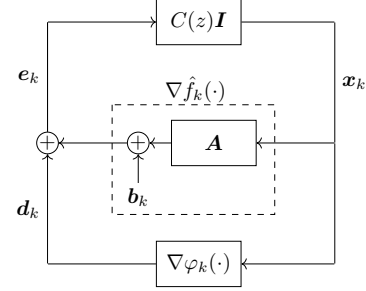 C(z)I
e_k
x_k
∇f̂_k(·)
+
+
A
b_k
d_k
∇φ_k(·)